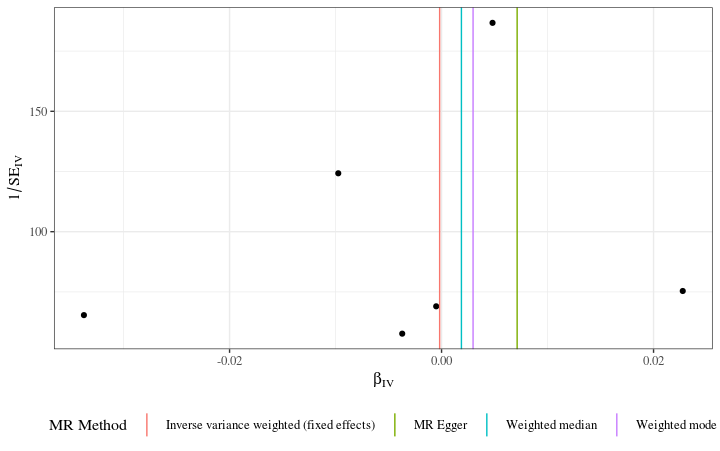 1/SE_IV
150
100
-0.02
0.00
0.02
β_IV
MR Method
Inverse variance weighted (fixed effects)
MR Egger
Weighted median
Weighted mode